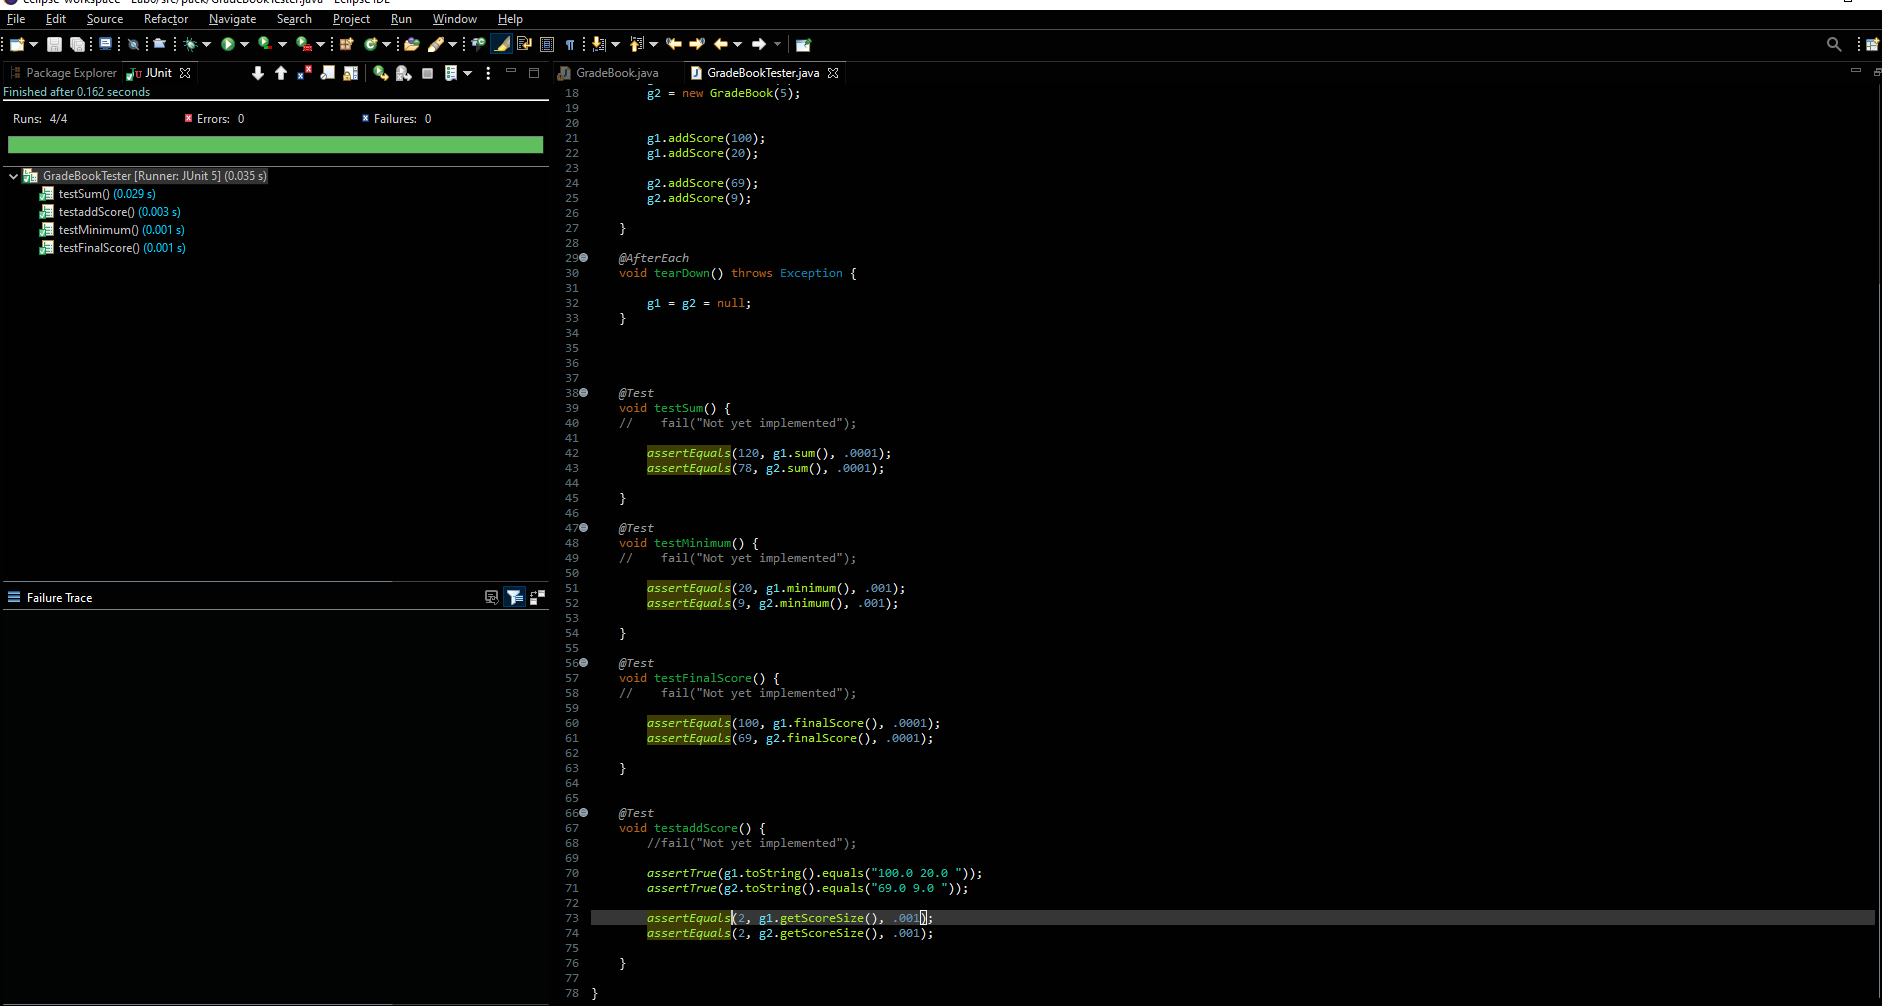 eclipse-workspace - Lab6/src/pack/GradeBookTester.java - Eclipse IDE
File Edit Source Refactor Navigate Search Project Run Window Help
Package Explorer JUnit
GradeBook.java GradeBookTester.java
Finished after 0.162 seconds
Runs: 4/4 Errors: 0 Failures: 0
GradeBookTester [Runner: JUnit 5] (0.035 s)
testSum() (0.029 s)
testaddScore() (0.003 s)
testMinimum() (0.001 s)
testFinalScore() (0.001 s)
Failure Trace
18 g2 = new GradeBook(5);
19
20
21 g1.addScore(100);
22 g1.addScore(20);
23
24 g2.addScore(69);
25 g2.addScore(9);
26
27 }
28
29 @AfterEach
30 void tearDown() throws Exception {
31
32 g1 = g2 = null;
33 }
34
35
36
37
38 @Test
39 void testSum() {
40 // fail("Not yet implemented");
41
42 assertEquals(120, g1.sum(), .0001);
43 assertEquals(78, g2.sum(), .0001);
44
45 }
46
47 @Test
48 void testMinimum() {
49 // fail("Not yet implemented");
50
51 assertEquals(20, g1.minimum(), .001);
52 assertEquals(9, g2.minimum(), .001);
53
54 }
55
56 @Test
57 void testFinalScore() {
58 // fail("Not yet implemented");
59
60 assertEquals(100, g1.finalScore(), .0001);
61 assertEquals(69, g2.finalScore(), .0001);
62
63 }
64
65
66 @Test
67 void testaddScore() {
68 //fail("Not yet implemented");
69
70 assertTrue(g1.toString().equals("100.0 20.0 "));
71 assertTrue(g2.toString().equals("69.0 9.0 "));
72
73 assertEquals(2, g1.getScoreSize(), .001);
74 assertEquals(2, g2.getScoreSize(), .001);
75
76 }
77
78 }